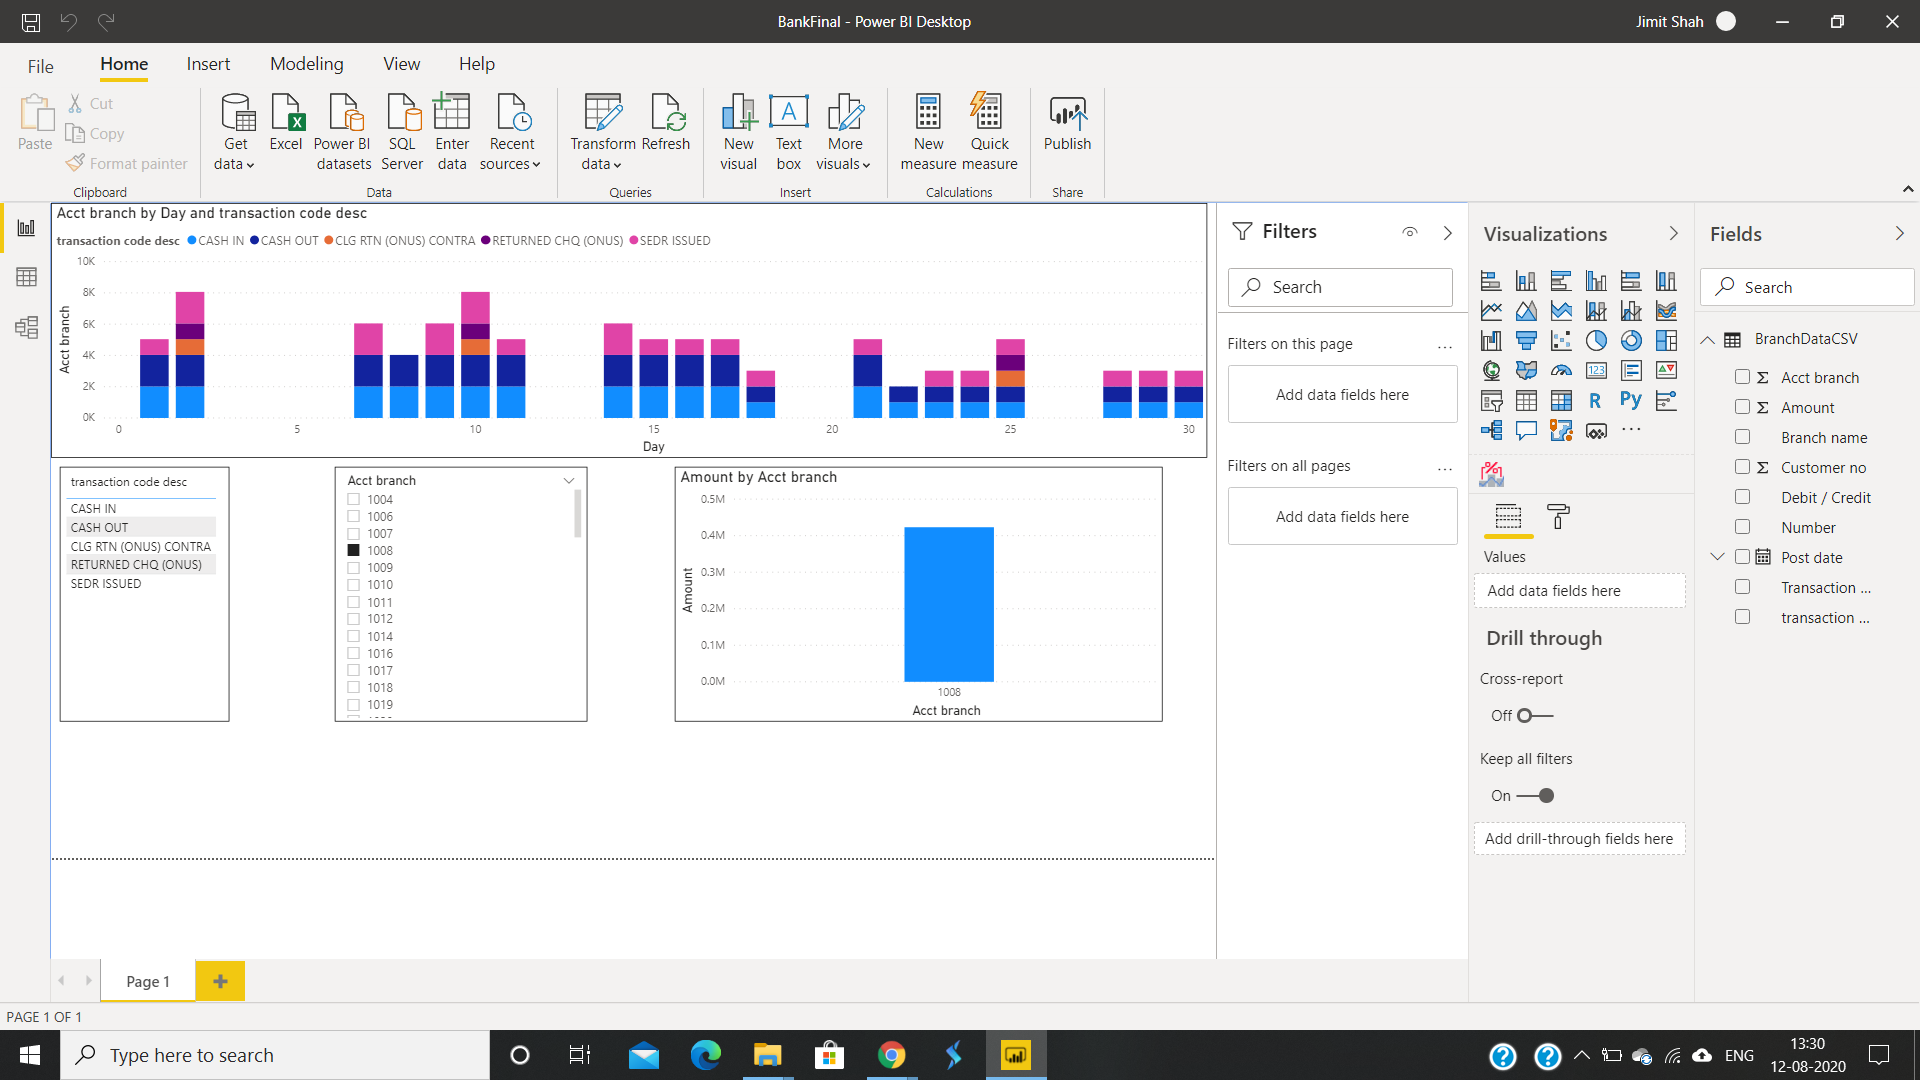 BankFinal - Power BI Desktop
Jimit Shah
File Home Insert Modeling View Help
Paste
Cut
Copy
Format painter
Clipboard
Get data
Excel
Power BI datasets
SQL Server
Enter data
Recent sources
Data
Transform data
Refresh
Queries
New visual
Text box
More visuals
Insert
New measure
Quick measure
Calculations
Publish
Share
Acct branch by Day and transaction code desc
transaction code desc CASH IN CASH OUT CLG RTN (ONUS) CONTRA RETURNED CHQ (ONUS) SEDR ISSUED
Acct branch
10K
8K
6K
4K
2K
0K
0 5 10 15 20 25 30
Day
transaction code desc
CASH IN
CASH OUT
CLG RTN (ONUS) CONTRA
RETURNED CHQ (ONUS)
SEDR ISSUED
Acct branch
1004
1006
1007
1008
1009
1010
1011
1012
1014
1016
1017
1018
1019
Amount by Acct branch
Amount
0.5M
0.4M
0.3M
0.2M
0.1M
0.0M
1008
Acct branch
Filters
Search
Filters on this page ...
Add data fields here
Filters on all pages ...
Add data fields here
Visualizations
123
R Py
...
Values
Add data fields here
Drill through
Cross-report
Off
Keep all filters
On
Add drill-through fields here
Fields
Search
BranchDataCSV
Σ Acct branch
Σ Amount
Branch name
Σ Customer no
Debit / Credit
Number
Post date
Transaction ...
transaction ...
Page 1
PAGE 1 OF 1
Type here to search
ENG
13:30
12-08-2020